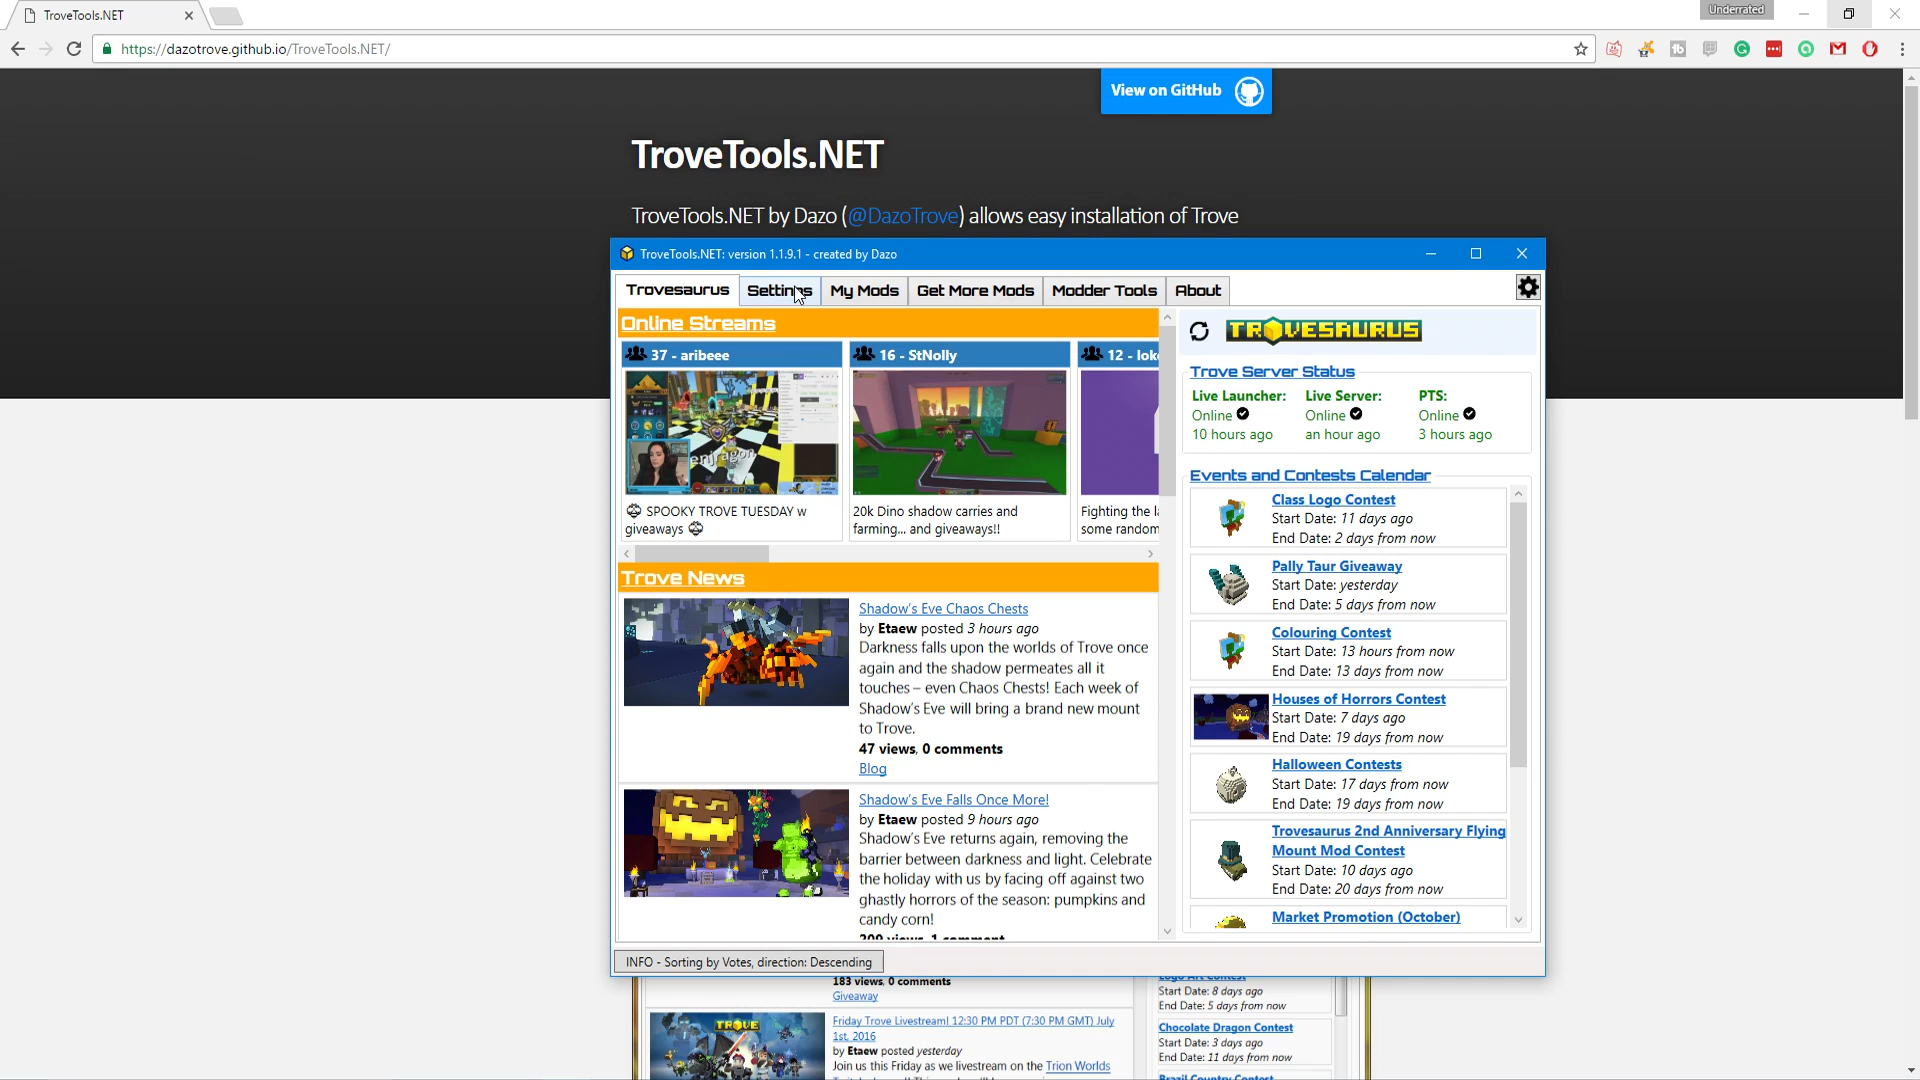 TroveTools.NET
Underrated
https://dazotrove.github.io/TroveTools.NET/
View on GitHub
TroveTools.NET
TroveTools.NET by Dazo (@DazoTrove) allows easy installation of Trove
TroveTools.NET: version 1.1.9.1 - created by Dazo
Trovesaurus
Settings
My Mods
Get More Mods
Modder Tools
About
Online Streams
37 - aribeee
16 - StNolly
12 - lok
SPOOKY TROVE TUESDAY w
giveaways
20k Dino shadow carries and
farming... and giveaways!!
Fighting the l
some random
Trove News
Shadow's Eve Chaos Chests
by Etaew posted 3 hours ago
Darkness falls upon the worlds of Trove once
again and the shadow permeates all it
touches – even Chaos Chests! Each week of
Shadow's Eve will bring a brand new mount
to Trove.
47 views, 0 comments
Blog
Shadow's Eve Falls Once More!
by Etaew posted 9 hours ago
Shadow's Eve returns again, removing the
barrier between darkness and light. Celebrate
the holiday with us by facing off against two
ghastly horrors of the season: pumpkins and
candy corn!
209 views, 1 comment
TROVESAURUS
Trove Server Status
Live Launcher:
Online
10 hours ago
Live Server:
Online
an hour ago
PTS:
Online
3 hours ago
Events and Contests Calendar
Class Logo Contest
Start Date: 11 days ago
End Date: 2 days from now
Pally Taur Giveaway
Start Date: yesterday
End Date: 5 days from now
Colouring Contest
Start Date: 13 hours from now
End Date: 13 days from now
Houses of Horrors Contest
Start Date: 7 days ago
End Date: 19 days from now
Halloween Contests
Start Date: 17 days from now
End Date: 19 days from now
Trovesaurus 2nd Anniversary Flying
Mount Mod Contest
Start Date: 10 days ago
End Date: 20 days from now
Market Promotion (October)
INFO - Sorting by Votes, direction: Descending
183 views, 0 comments
Giveaway
TROVE
Friday Trove Livestream! 12:30 PM PDT (7:30 PM GMT) July
1st, 2016
by Etaew posted yesterday
Join us this Friday as we livestream on the Trion Worlds
Logo Art Contest
Start Date: 8 days ago
End Date: 5 days from now
Chocolate Dragon Contest
Start Date: 3 days ago
End Date: 11 days from now
Brazil Country Contest